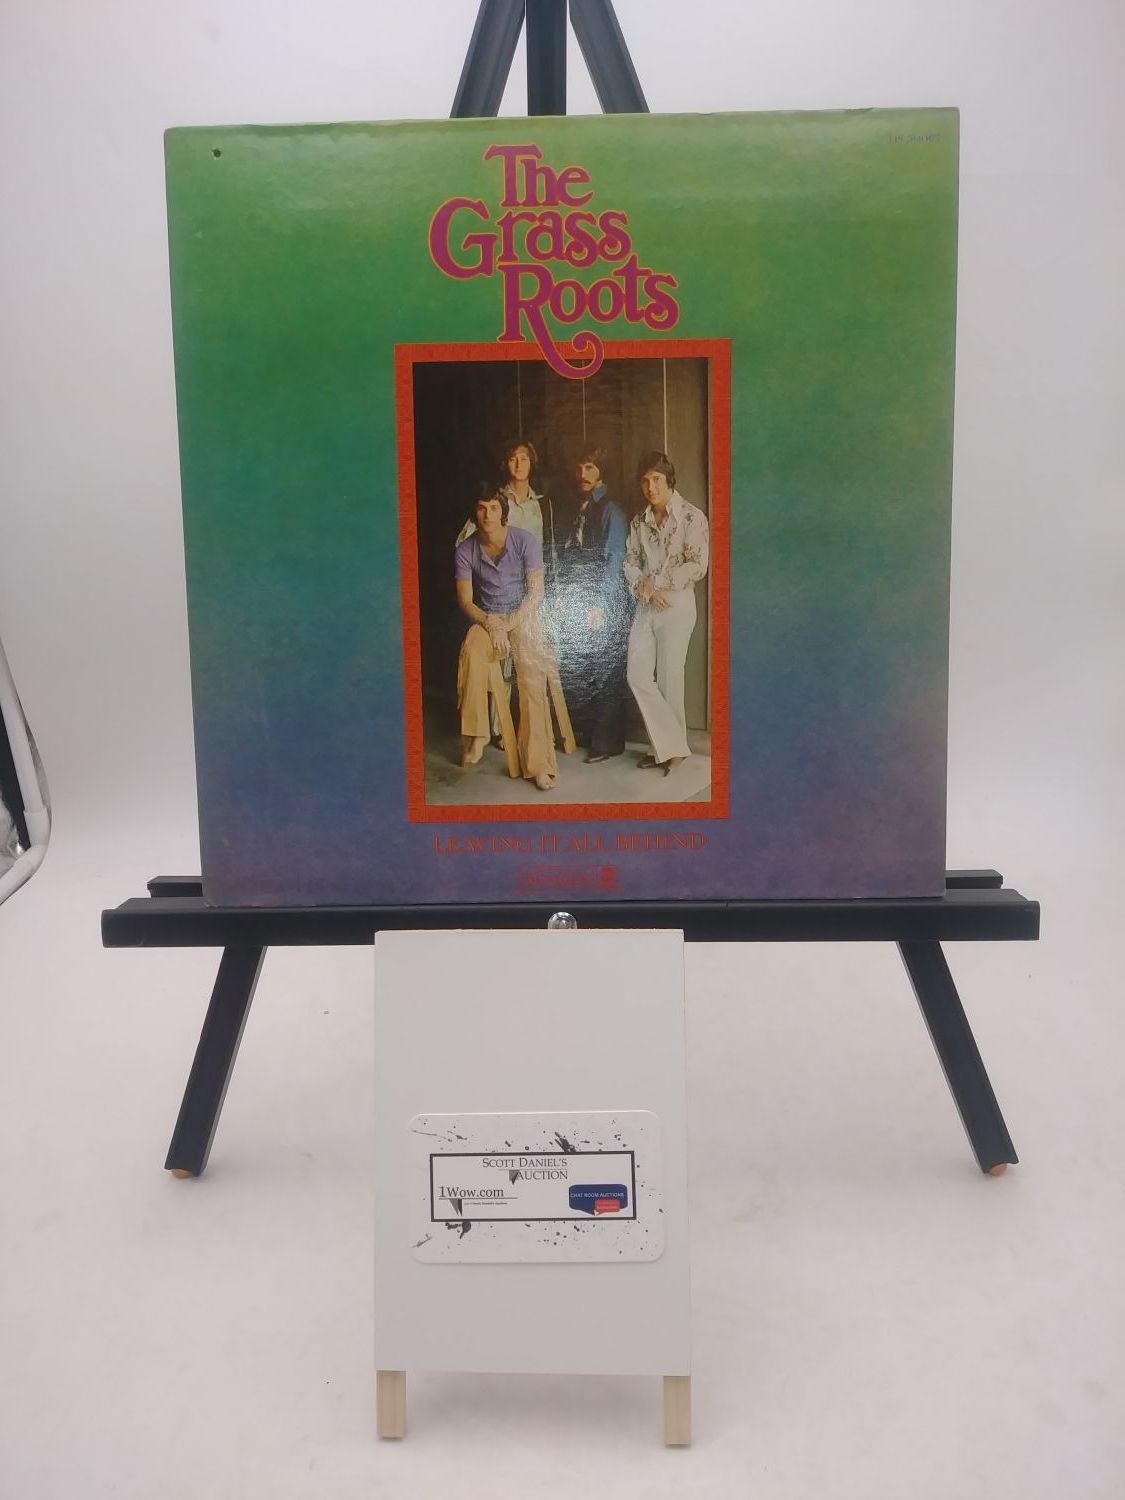 The
Grass
Roots
LEAVING IT ALL BEHIND
SCOTT DANIEL'S
AUCTION
1Wow.com
CHAT ROOM AUCTIONS